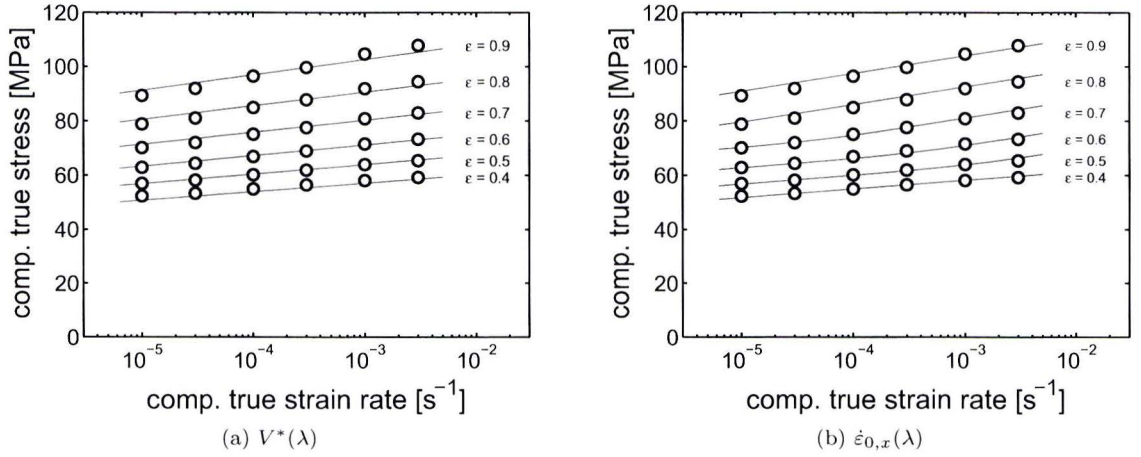 120
100
80
60
40
20
0
comp. true stress [MPa]
ε = 0.9
ε = 0.8
ε = 0.7
ε = 0.6
ε = 0.5
ε = 0.4
10⁻⁵ 10⁻⁴ 10⁻³ 10⁻²
comp. true strain rate [s⁻¹]
(a) V*(λ)
120
100
80
60
40
20
0
comp. true stress [MPa]
ε = 0.9
ε = 0.8
ε = 0.7
ε = 0.6
ε = 0.5
ε = 0.4
10⁻⁵ 10⁻⁴ 10⁻³ 10⁻²
comp. true strain rate [s⁻¹]
(b) ε̇₀,ₓ(λ)